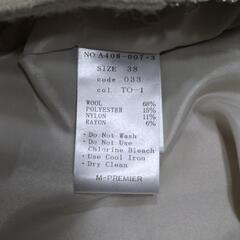 NO.A408-007-3
SIZE 38
code 033
col. TO-1
WOOL 68%
POLYESTER 15%
NYLON 11%
RAYON 6%
・Do Not Wash
・Do Not Use
Chlorine Bleach
・Use Cool Iron
・Dry Clean
M-PREMIER